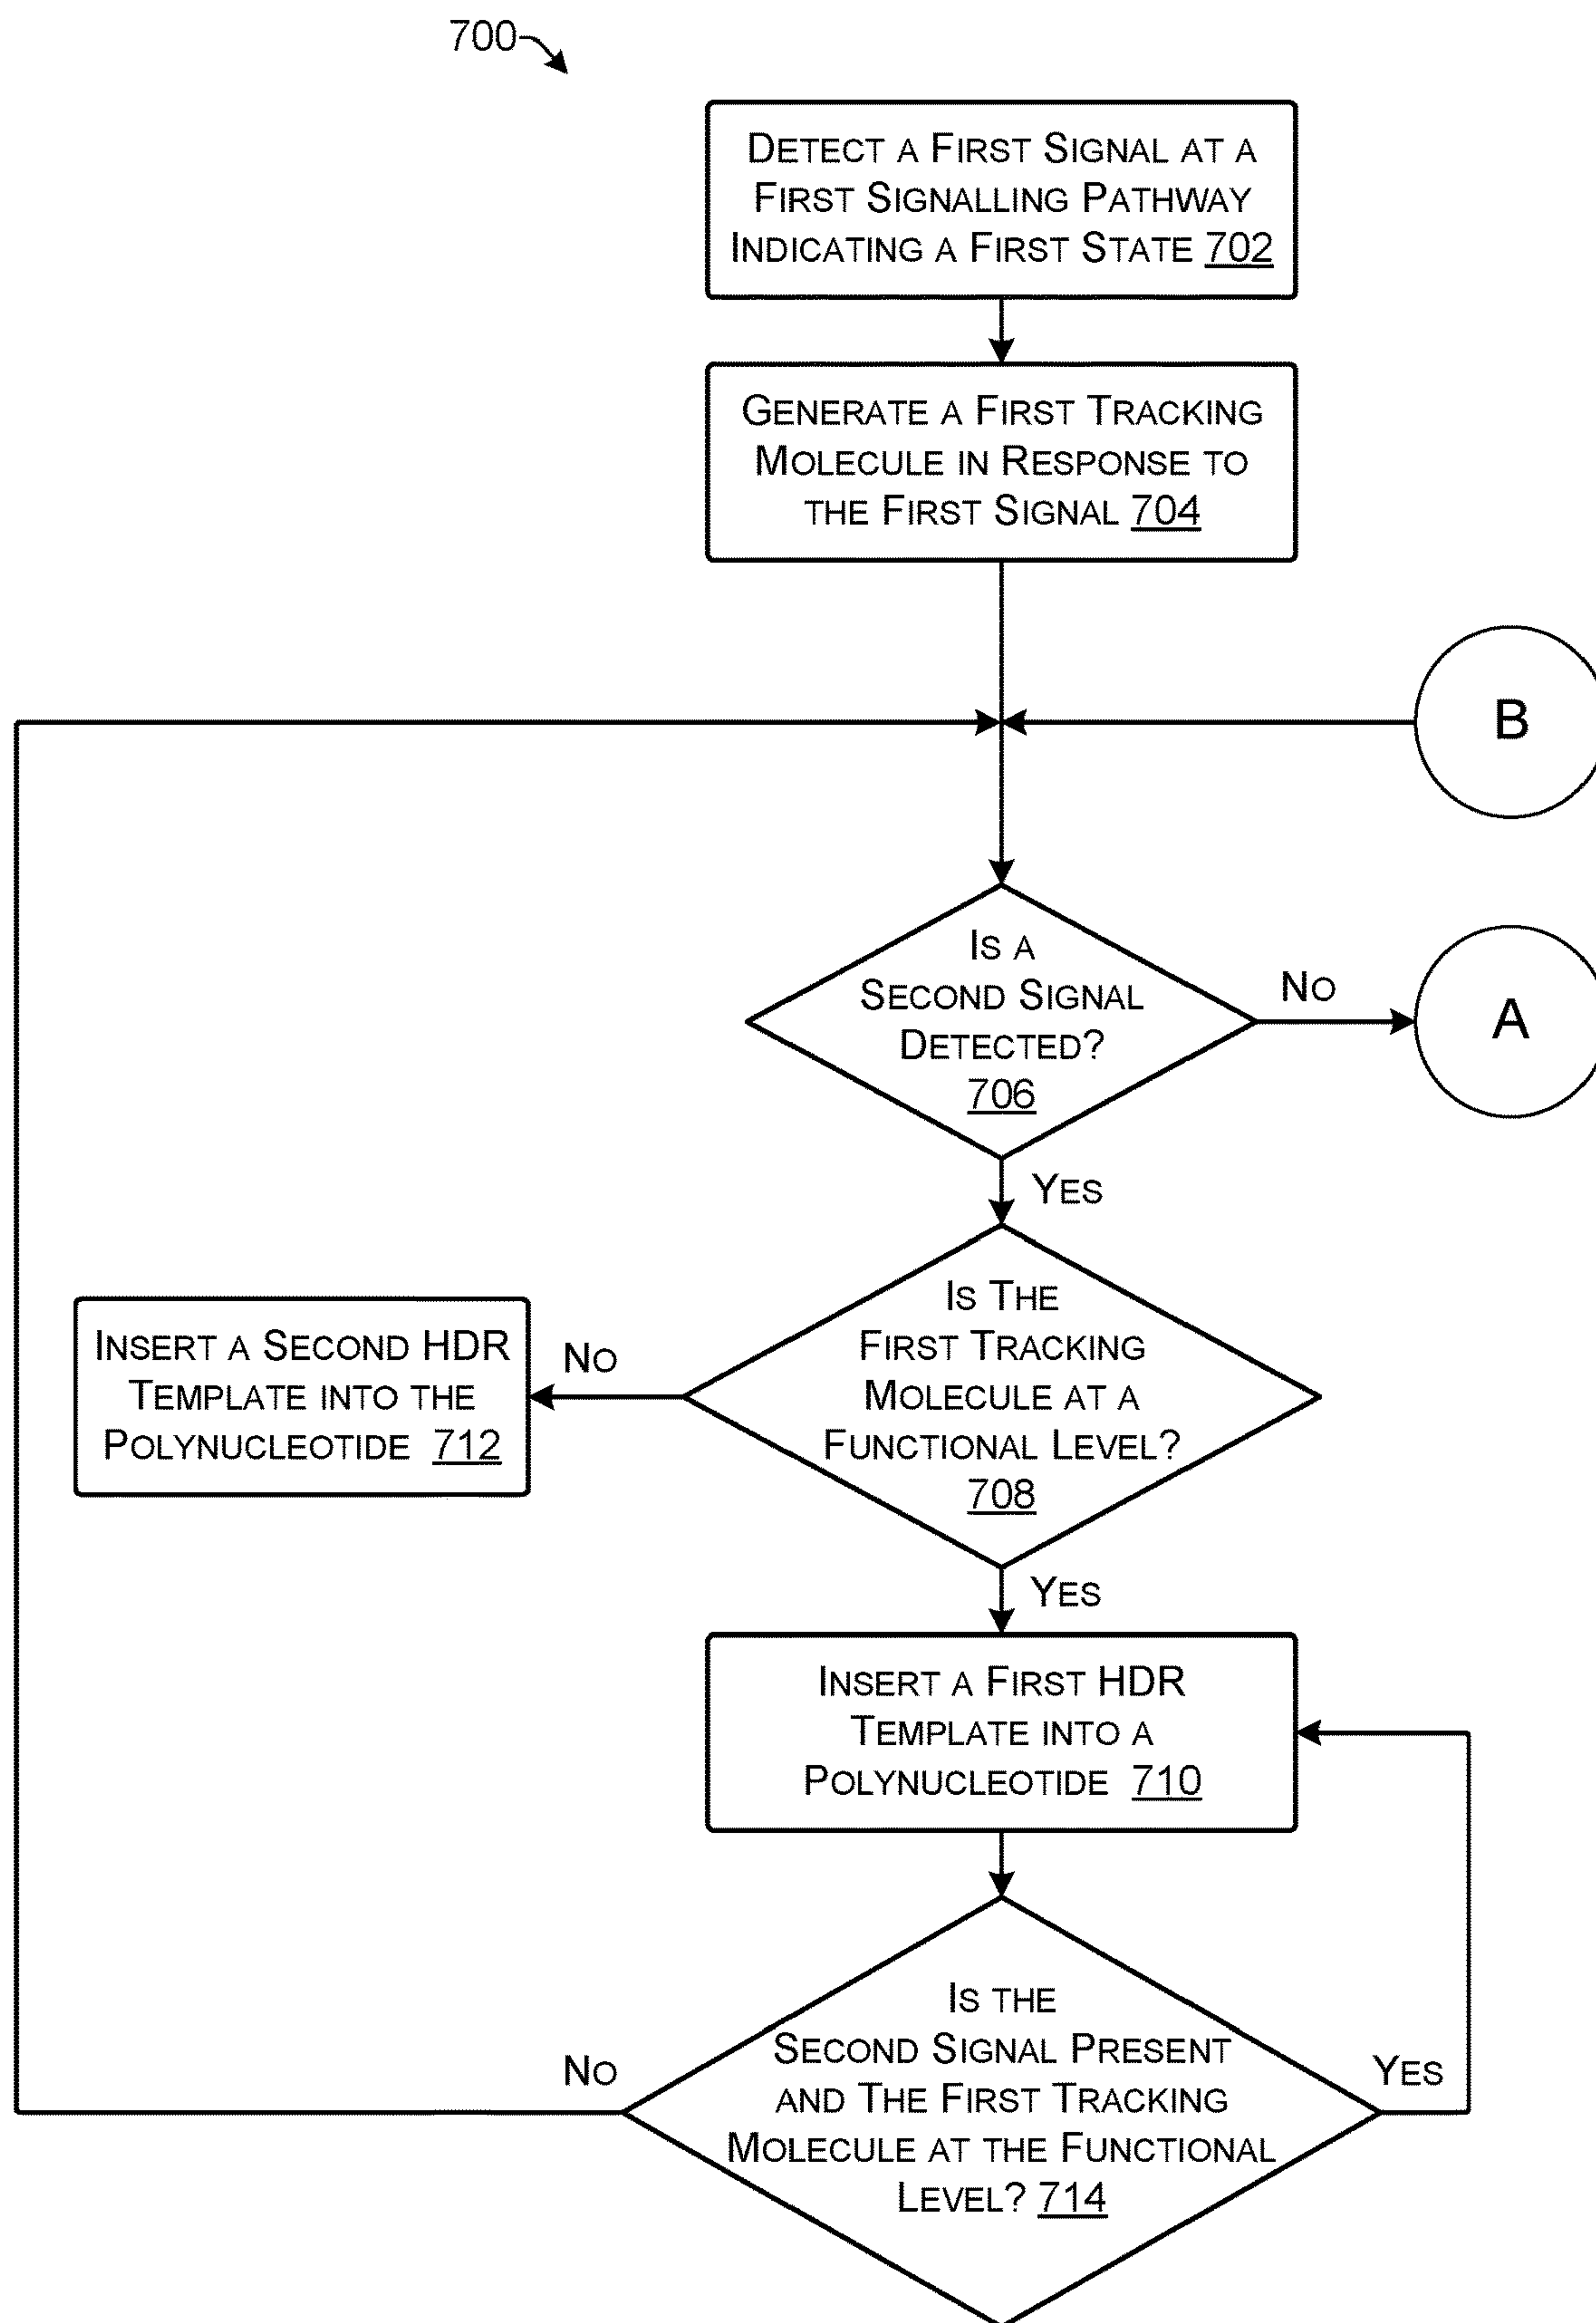 700
DETECT A FIRST SIGNAL AT A
FIRST SIGNALLING PATHWAY
INDICATING A FIRST STATE 702
GENERATE A FIRST TRACKING
MOLECULE IN RESPONSE TO
THE FIRST SIGNAL 704
B
IS A
SECOND SIGNAL
DETECTED?
706
NO
A
YES
IS THE
FIRST TRACKING
MOLECULE AT A
FUNCTIONAL LEVEL?
708
NO
INSERT A SECOND HDR
TEMPLATE INTO THE
POLYNUCLEOTIDE 712
YES
INSERT A FIRST HDR
TEMPLATE INTO A
POLYNUCLEOTIDE 710
IS THE
SECOND SIGNAL PRESENT
AND THE FIRST TRACKING
MOLECULE AT THE FUNCTIONAL
LEVEL? 714
NO
YES